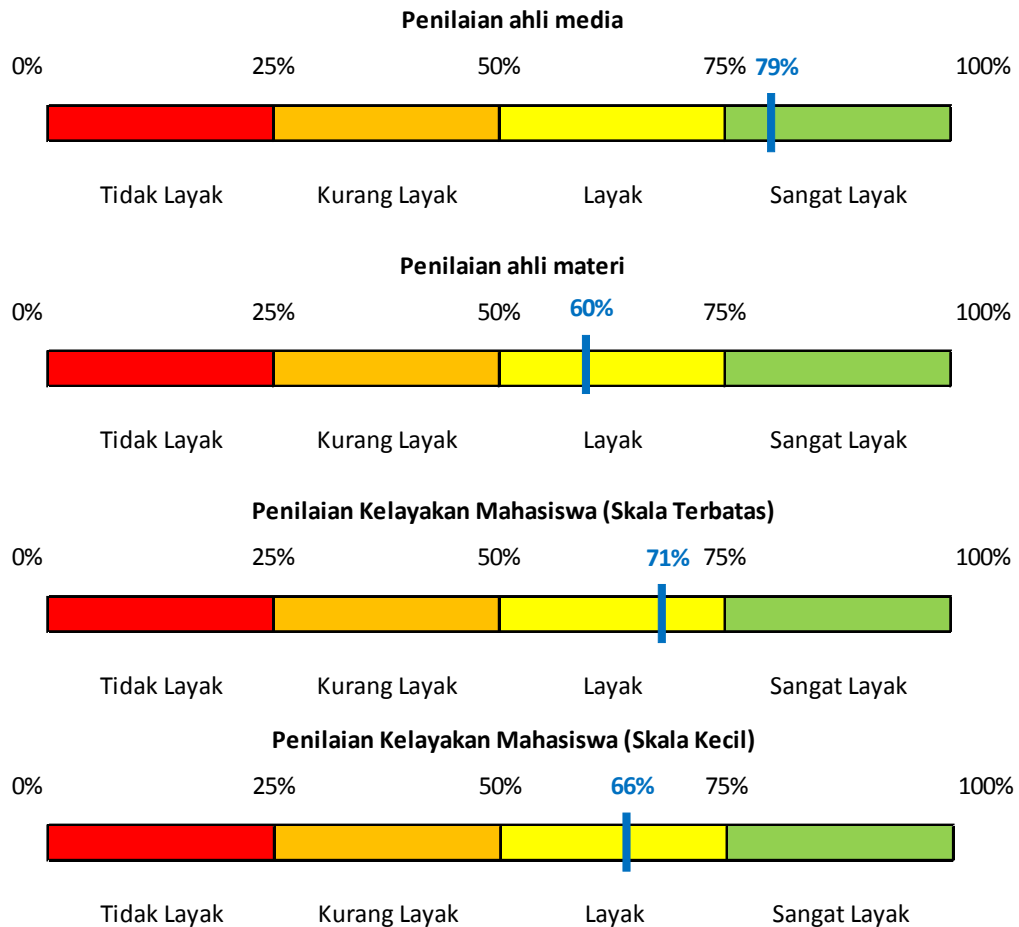 Penilaian ahli media
0% 25% 50% 75% 79% 100%
Tidak Layak Kurang Layak Layak Sangat Layak
Penilaian ahli materi
0% 25% 50% 60% 75% 100%
Tidak Layak Kurang Layak Layak Sangat Layak
Penilaian Kelayakan Mahasiswa (Skala Terbatas)
0% 25% 50% 71% 75% 100%
Tidak Layak Kurang Layak Layak Sangat Layak
Penilaian Kelayakan Mahasiswa (Skala Kecil)
0% 25% 50% 66% 75% 100%
Tidak Layak Kurang Layak Layak Sangat Layak